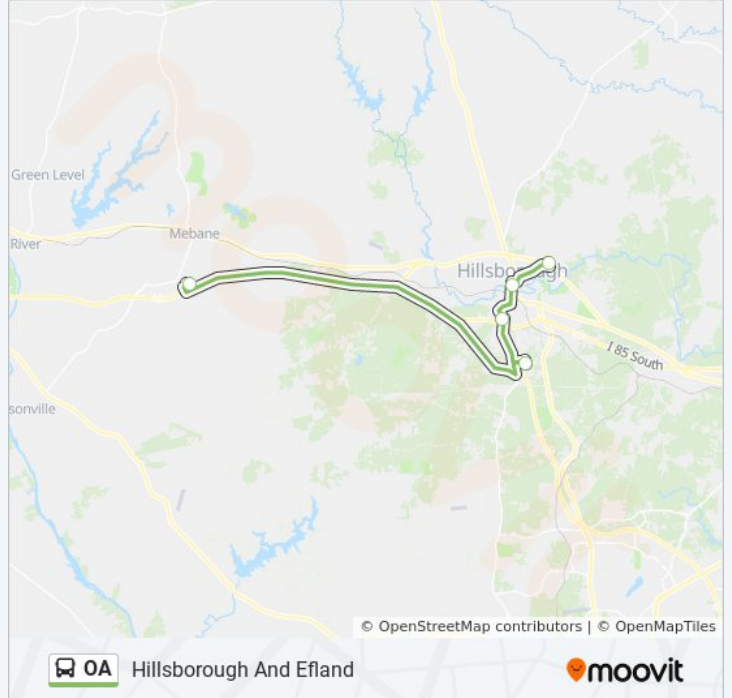 Green Level
River
Mebane
Hillsborough
I 85 South
sonville
© OpenStreetMap contributors | © OpenMapTiles
OA Hillsborough And Efland moovit